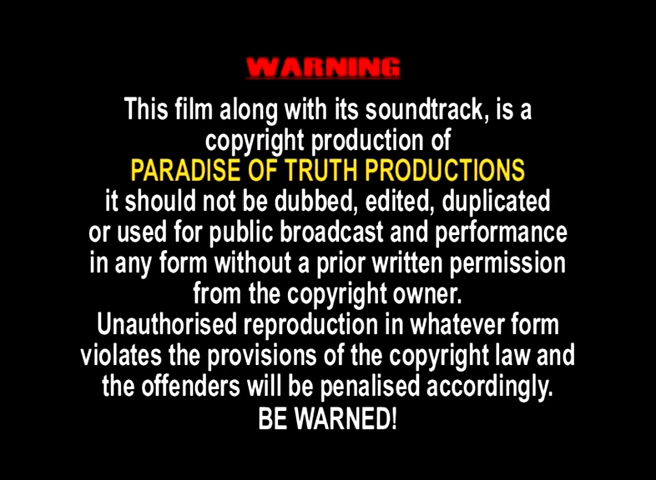 WARNING
This film along with its soundtrack, is a
copyright production of
PARADISE OF TRUTH PRODUCTIONS
it should not be dubbed, edited, duplicated
or used for public broadcast and performance
in any form without a prior written permission
from the copyright owner.
Unauthorised reproduction in whatever form
violates the provisions of the copyright law and
the offenders will be penalised accordingly.
BE WARNED!